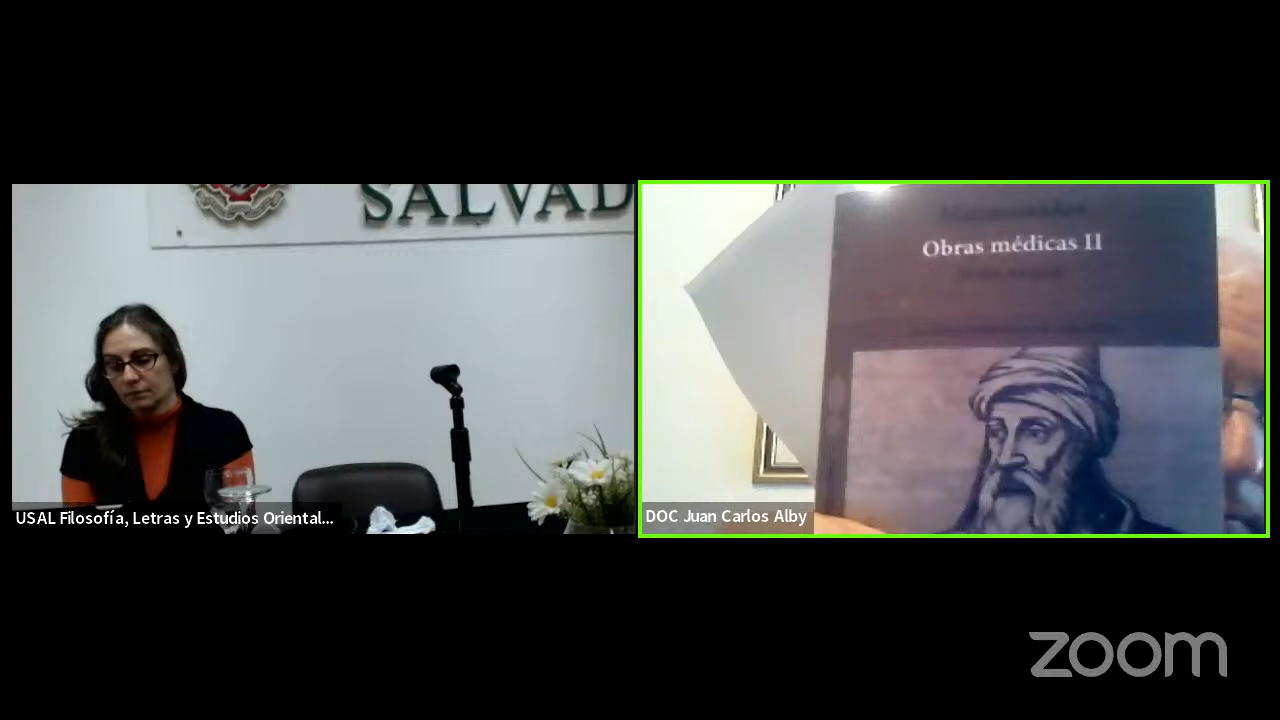 SALVAD
Obras médicas II
USAL Filosofía, Letras y Estudios Oriental...
DOC Juan Carlos Alby
zoom